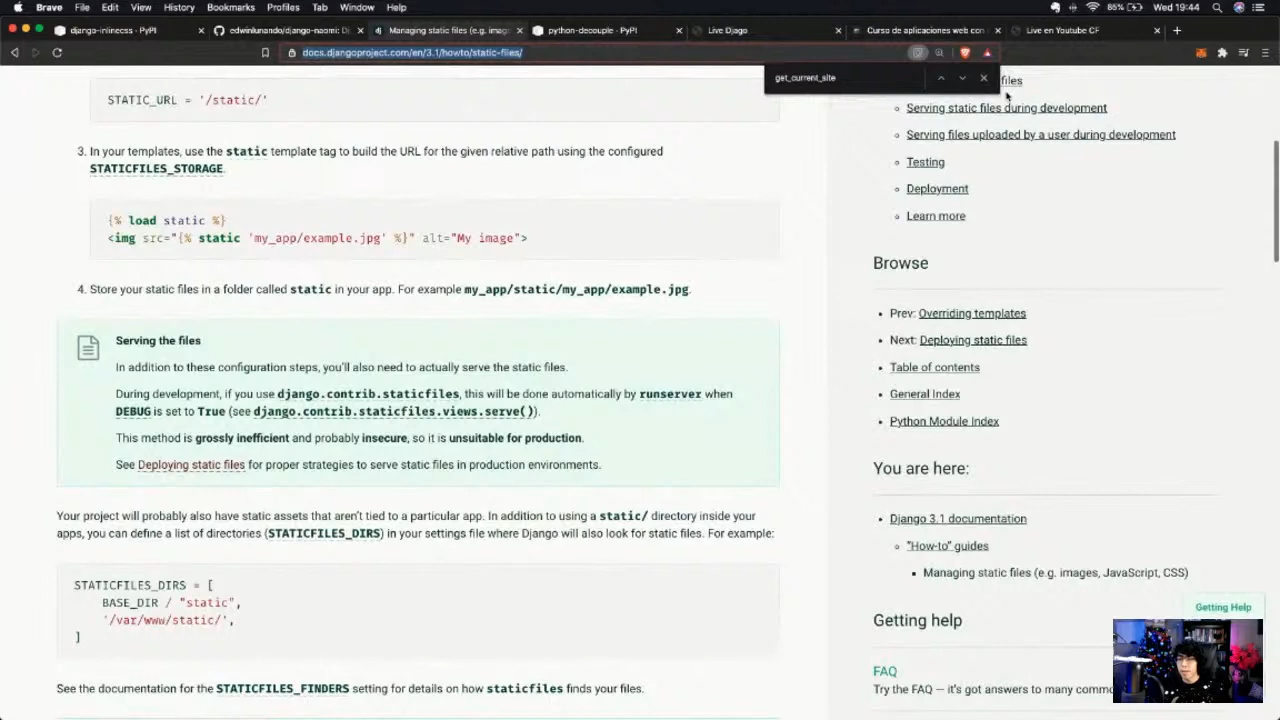 Brave File Edit View History Bookmarks Profiles Tab Window Help 86% Wed 19:44
django-inlinecss · PyPI edwinlunando/django-naomi: Dj Managing static files (e.g. imag python-decouple · PyPI Live Djago Curso de aplicaciones web con Live en Youtube CF
docs.djangoproject.com/en/3.1/howto/static-files/
get_current_site
STATIC_URL = '/static/'
3. In your templates, use the static template tag to build the URL for the given relative path using the configured
STATICFILES_STORAGE.
{% load static %}
<img src="{% static 'my_app/example.jpg' %}" alt="My image">
4. Store your static files in a folder called static in your app. For example my_app/static/my_app/example.jpg.
Serving the files
In addition to these configuration steps, you'll also need to actually serve the static files.
During development, if you use django.contrib.staticfiles, this will be done automatically by runserver when
DEBUG is set to True (see django.contrib.staticfiles.views.serve()).
This method is grossly inefficient and probably insecure, so it is unsuitable for production.
See Deploying static files for proper strategies to serve static files in production environments.
Your project will probably also have static assets that aren't tied to a particular app. In addition to using a static/ directory inside your
apps, you can define a list of directories (STATICFILES_DIRS) in your settings file where Django will also look for static files. For example:
STATICFILES_DIRS = [
BASE_DIR / "static",
'/var/www/static/',
]
See the documentation for the STATICFILES_FINDERS setting for details on how staticfiles finds your files.
files
Serving static files during development
Serving files uploaded by a user during development
Testing
Deployment
Learn more
Browse
Prev: Overriding templates
Next: Deploying static files
Table of contents
General Index
Python Module Index
You are here:
Django 3.1 documentation
"How-to" guides
Managing static files (e.g. images, JavaScript, CSS)
Getting Help
Getting help
FAQ
Try the FAQ — it's got answers to many commo